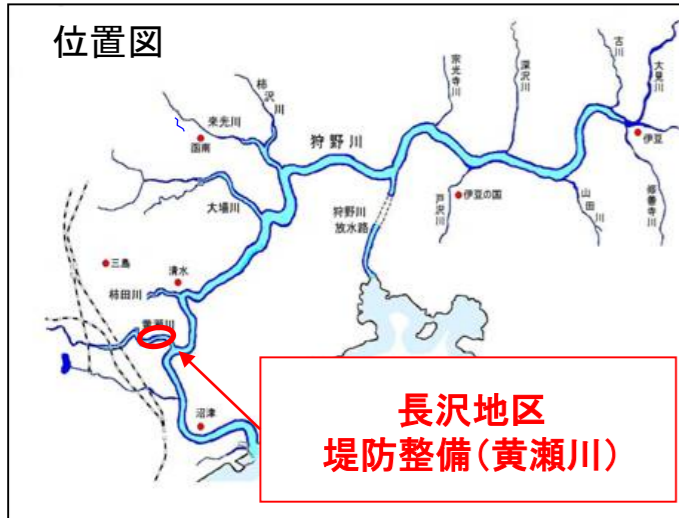 位置図
柿沢川
来光川
函南
大場川
三島
清水
柿田川
黄瀬川
沼津
狩野川
狩野川
放水路
宗光寺川
深沢川
古川
大見川
伊豆
修善寺川
山田川
戸沢川
伊豆の国
長沢地区
堤防整備(黄瀬川)